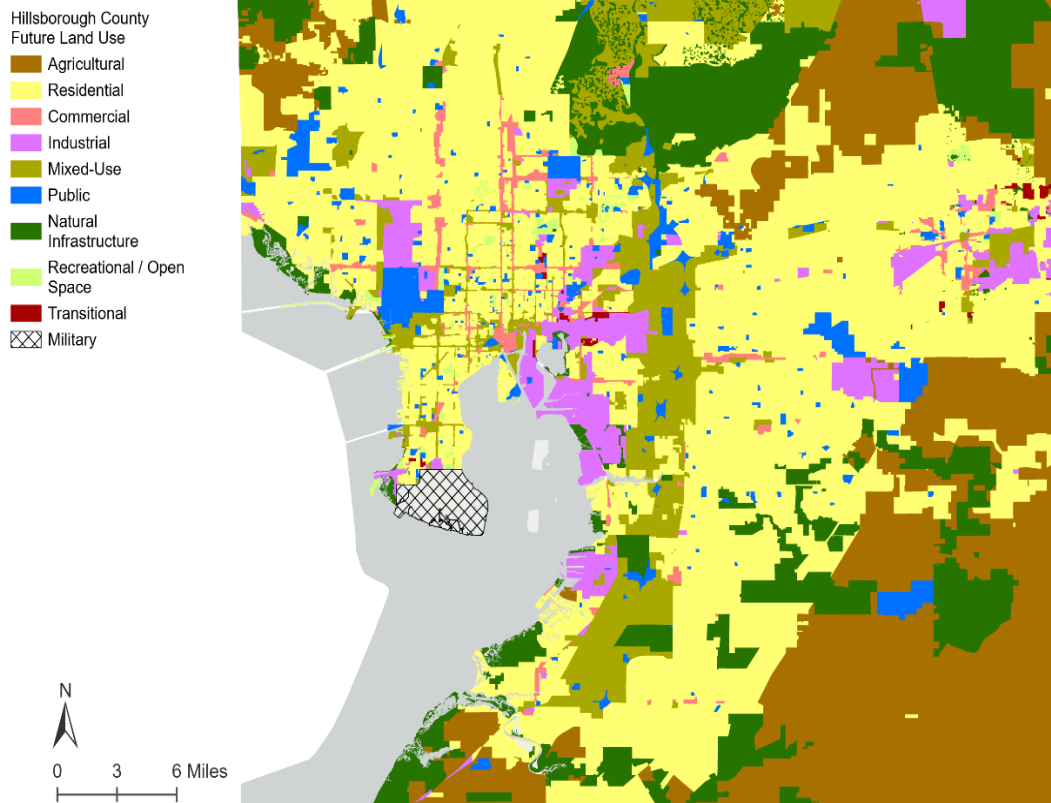 Hillsborough County
Future Land Use
Agricultural
Residential
Commercial
Industrial
Mixed-Use
Public
Natural
Infrastructure
Recreational / Open
Space
Transitional
Military
N
0 3 6 Miles